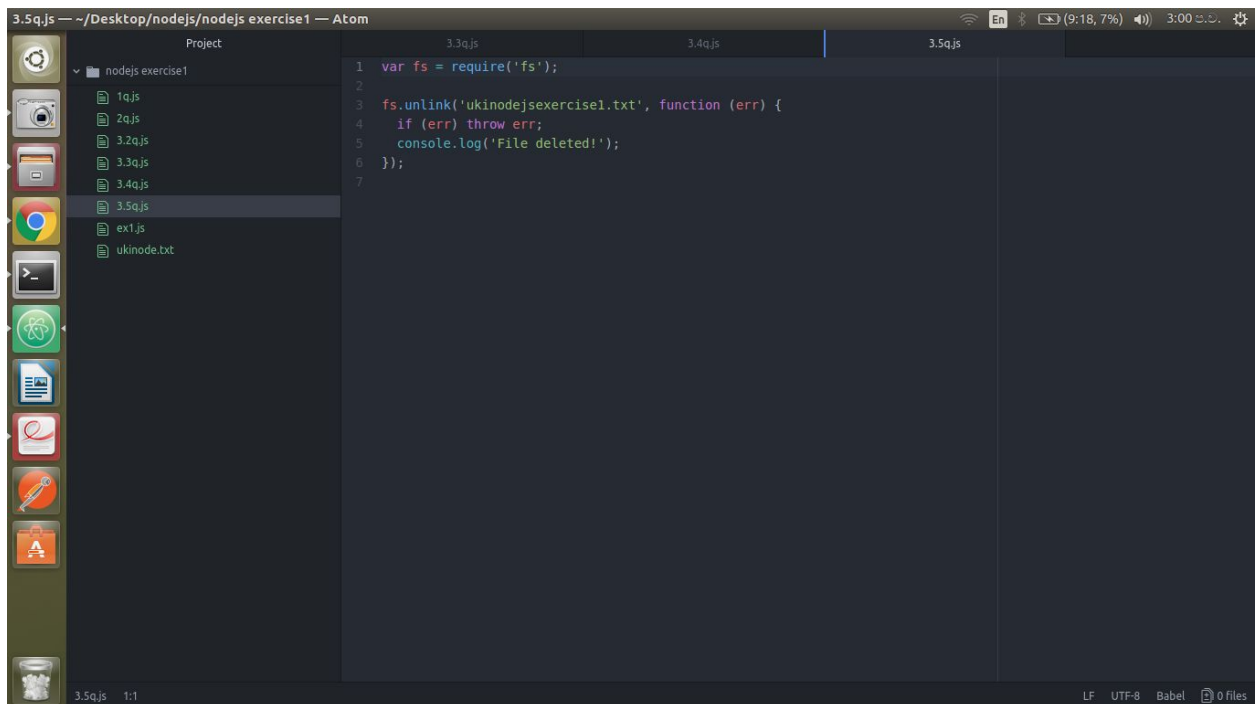 3.5q.js — ~/Desktop/nodejs/nodejs exercise1 — Atom
En (9:18, 7%) 3:00 ප.ව.
Project
nodejs exercise1
1q.js
2q.js
3.2q.js
3.3q.js
3.4q.js
3.5q.js
ex1.js
ukinode.txt
3.3q.js 3.4q.js 3.5q.js
1 var fs = require('fs');
2
3 fs.unlink('ukinodejsexercise1.txt', function (err) {
4 if (err) throw err;
5 console.log('File deleted!');
6 });
7
3.5q.js 1:1
LF UTF-8 Babel 0 files